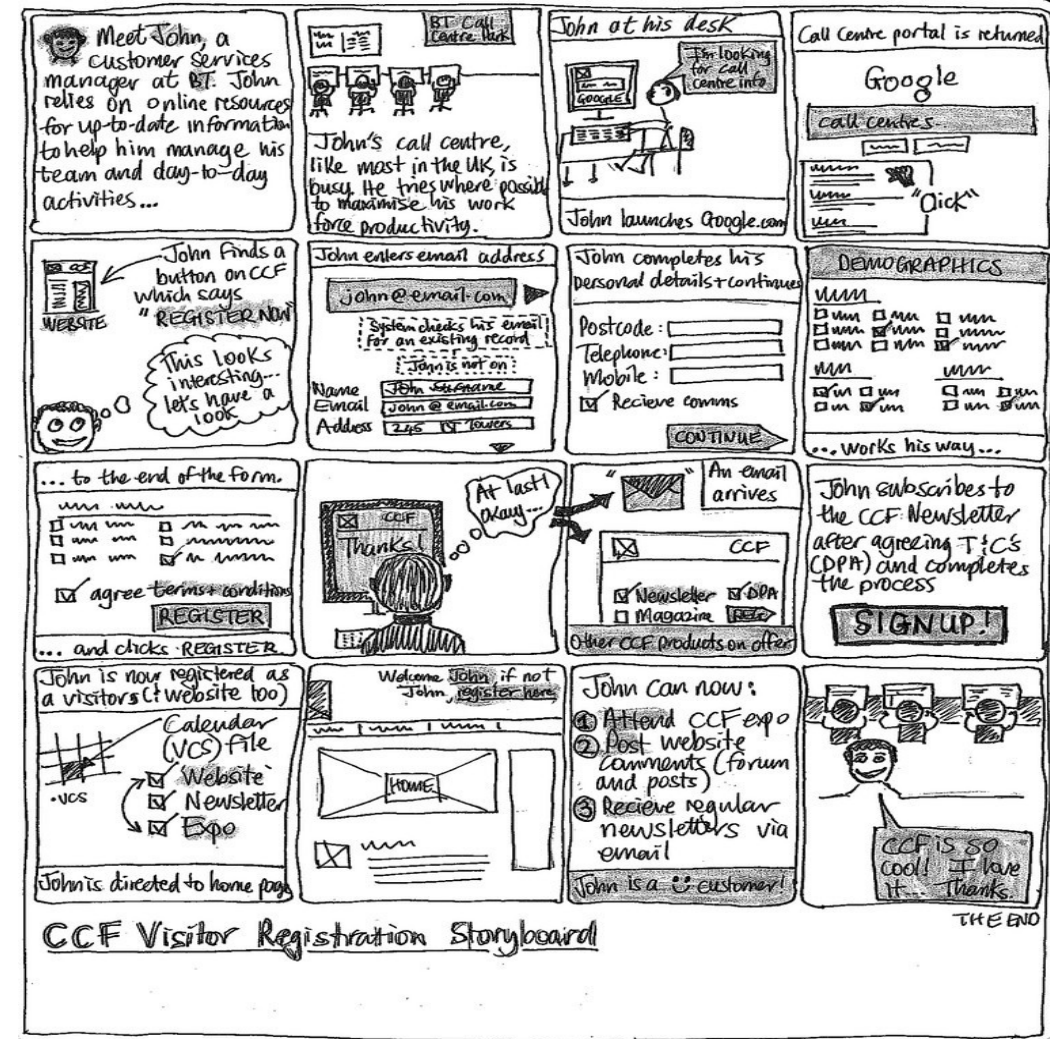 Meet John, a
customer services
manager at BT. John
relies on online resources
for up-to-date information
to help him manage his
team and day-to-day
activities...
BT Call
Centre Park
John's call centre,
like most in the UK, is
busy. He tries where possible
to maximise his work
force productivity.
John at his desk
I'm looking
for call
centre info
GOOGLE
John launches Google.com
Call Centre portal is returned
Google
call centres..
"Click"
John finds a
button on CCF
which says
"REGISTER NOW"
WEBSITE
This looks
interesting...
let's have a
look
John enters email address
john@email.com
System checks his email
for an existing record
John is not on
Name John Surname
Email john@email.com
Address 245 BT Towers
John completes his
personal details + continues
Postcode:
Telephone:
Mobile:
Recieve comms
CONTINUE
DEMOGRAPHICS
... works his way...
... to the end of the form.
agree terms + conditions
REGISTER
... and clicks REGISTER.
At last!
okay...
CCF
Thanks!
" "
An email
arrives
CCF
Newsletter DPA
Magazine
Other CCF products on offer
John subscribes to
the CCF Newsletter
after agreeing T&C's
(DPA) and completes
the process
SIGNUP!
John is now registered as
a visitors (+ website too)
Calendar
(VCS) file
.VCS
Website
Newsletter
Expo
John is directed to home page
Welcome John, if not
John, register here
HOME
John can now:
① Attend CCF expo
② Post website
comments (forum
and posts)
③ Recieve regular
newsletters via
email
John is a customer!
CCF is so
cool! I love
it... Thanks.
THE END
CCF Visitor Registration Storyboard